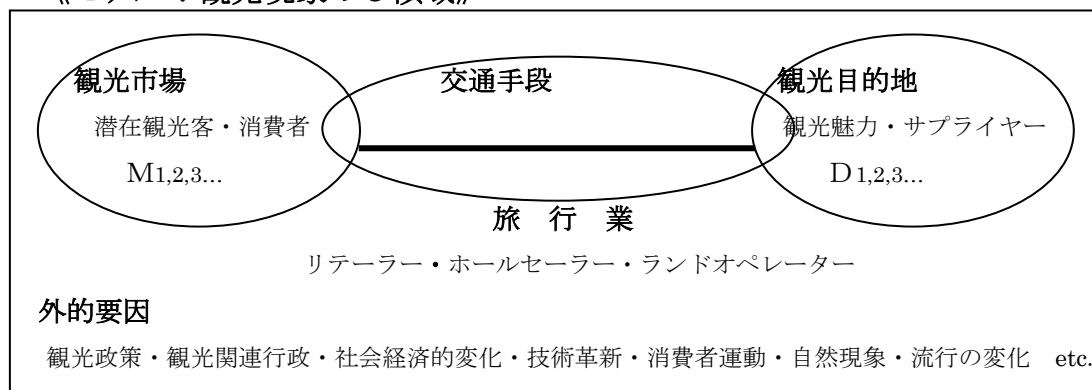 観光市場
交通手段
観光目的地
潜在観光客・消費者
観光魅力・サプライヤー
M1,2,3...
D1,2,3...
旅 行 業
リテーラー・ホールセーラー・ランドオペレーター
外的要因
観光政策・観光関連行政・社会経済的変化・技術革新・消費者運動・自然現象・流行の変化 etc.